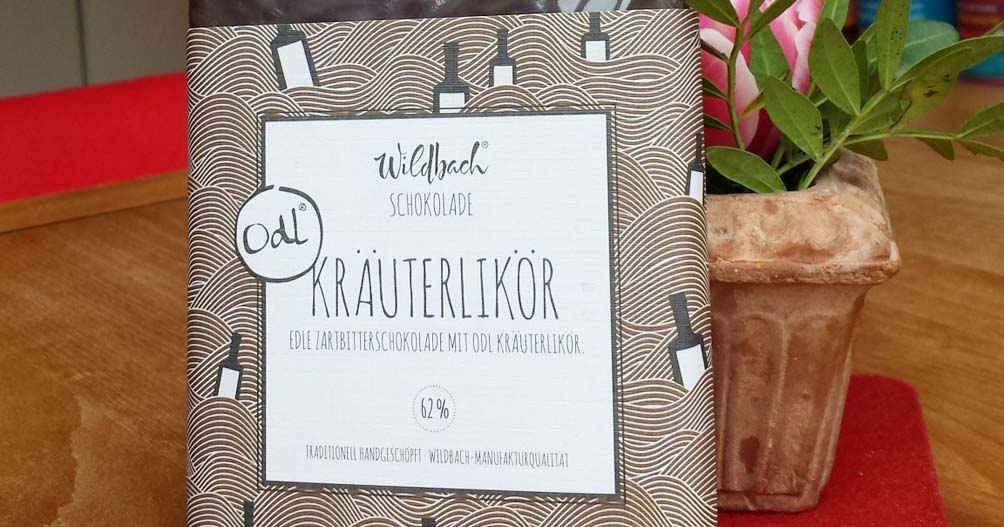 Wildbach®
SCHOKOLADE
Odl®
KRÄUTERLIKÖR
EDLE ZARTBITTERSCHOKOLADE MIT ODL KRÄUTERLIKÖR.
62%
TRADITIONELL HANDGESCHÖPFT · WILDBACH-MANUFAKTURQUALITÄT